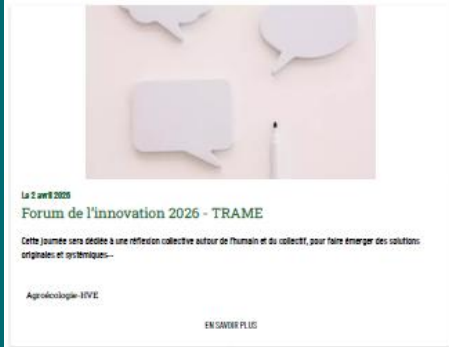 Le 2 avril 2026
Forum de l'innovation 2026 - TRAME
Cette journée sera dédiée à une réflexion collective autour de l'humain et du collectif, pour faire émerger des solutions
originales et systémiques...
Agroécologie-HVE
EN SAVOIR PLUS